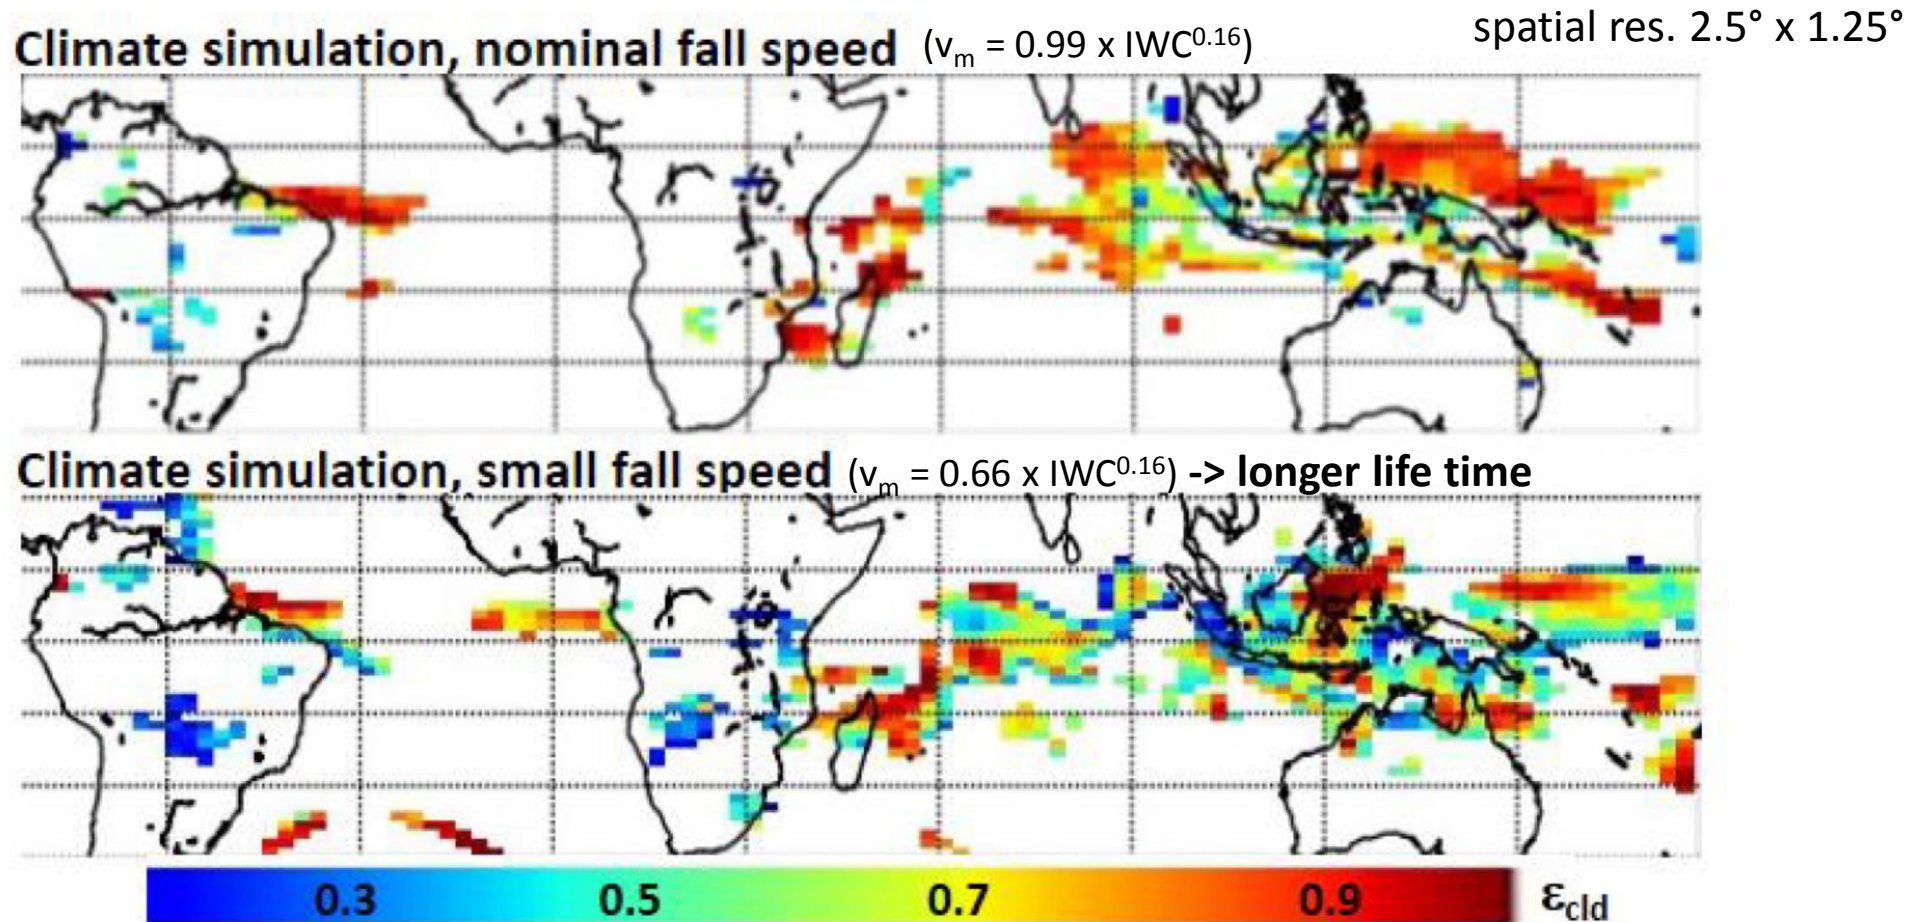 spatial res. 2.5° x 1.25°
Climate simulation, nominal fall speed (vₘ = 0.99 x IWC⁰·¹⁶)
Climate simulation, small fall speed (vₘ = 0.66 x IWC⁰·¹⁶) -> longer life time
0.3 0.5 0.7 0.9 εcld